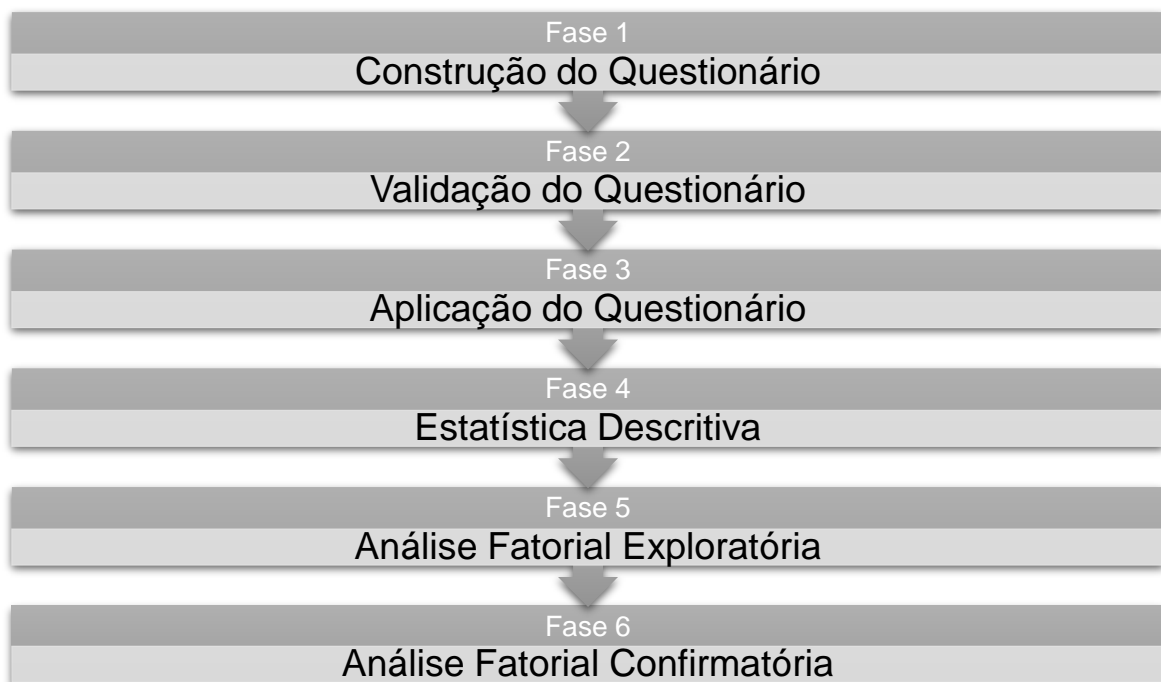 Fase 1
Construção do Questionário
Fase 2
Validação do Questionário
Fase 3
Aplicação do Questionário
Fase 4
Estatística Descritiva
Fase 5
Análise Fatorial Exploratória
Fase 6
Análise Fatorial Confirmatória